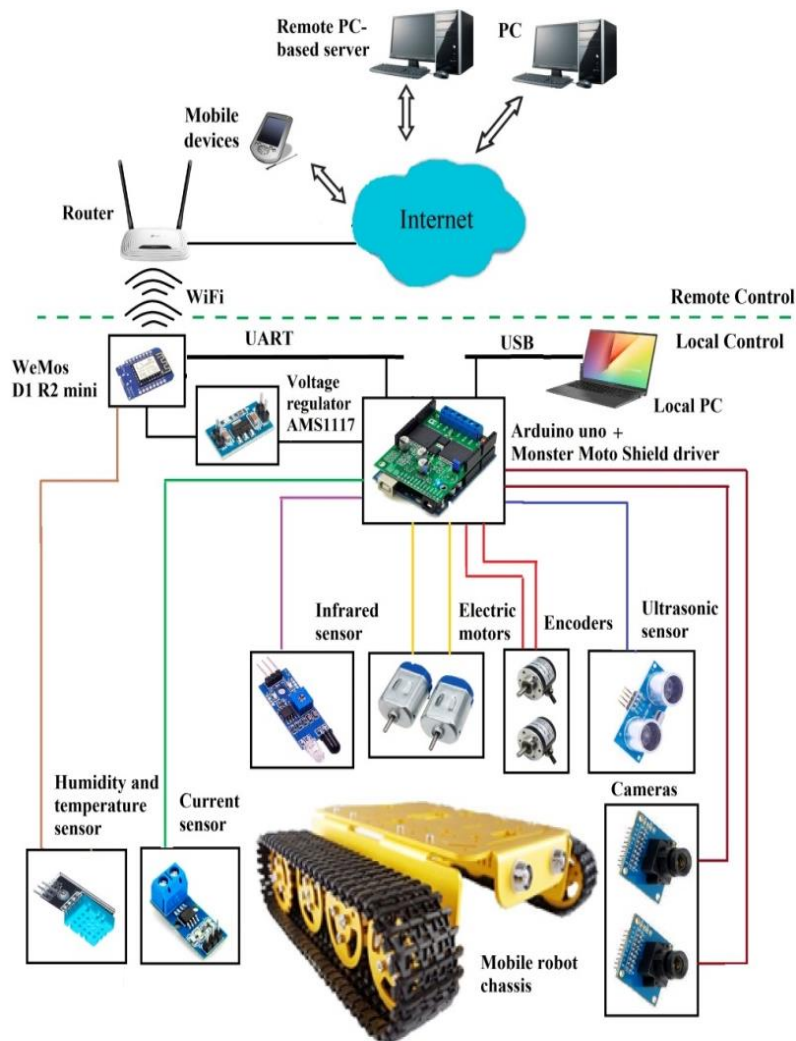 Remote PC-
based server
PC
Mobile
devices
Router
Internet
WiFi
Remote Control
UART
USB
Local Control
WeMos
D1 R2 mini
Voltage
regulator
AMS1117
Local PC
Arduino uno +
Monster Moto Shield driver
Infrared
sensor
Electric
motors
Encoders
Ultrasonic
sensor
Humidity and
temperature
sensor
Current
sensor
Cameras
Mobile robot
chassis